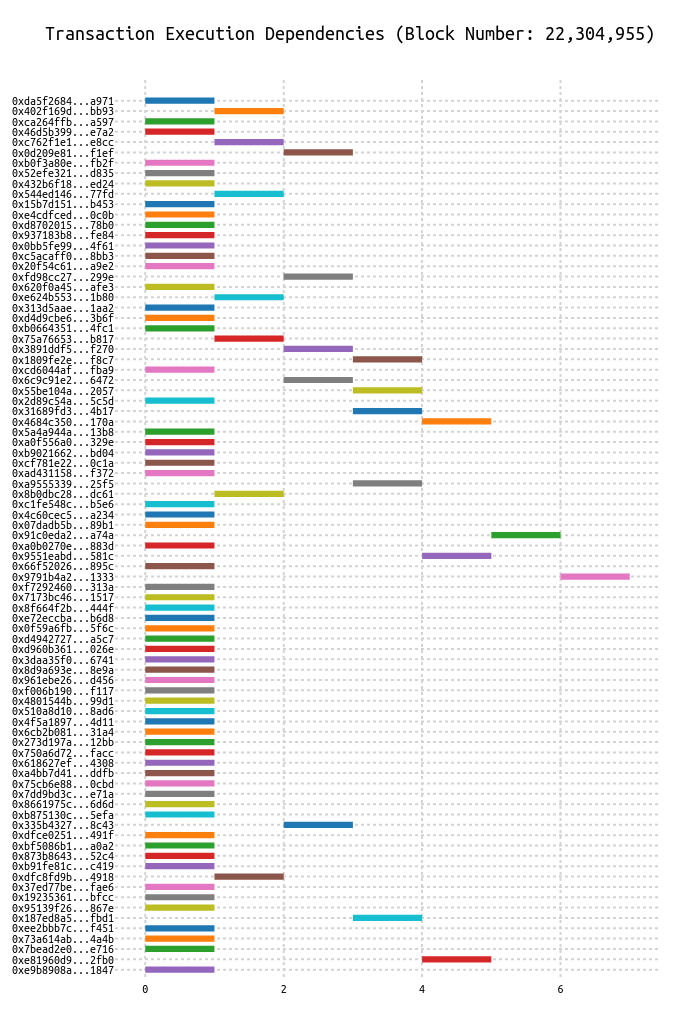 Transaction Execution Dependencies (Block Number: 22,304,955)
0xda5f2684...a971
0x402f169d...bb93
0xca264ffb...a597
0x46d5b399...e7a2
0xc762f1e1...e8cc
0x0d209e81...f1ef
0xb0f3a80e...fb2f
0x52efe321...d835
0x432b6f18...ed24
0x544ed146...77fd
0x15b7d151...b453
0xe4cdfced...0c0b
0xd8702015...78b0
0x937183b8...fe84
0x0bb5fe99...4f61
0xc5acaff0...8bb3
0x20f54c61...a9e2
0xfd98cc27...299e
0x620f0a45...afe3
0xe624b553...1b80
0x313d5aae...1aa2
0xd4d9cbe6...3b6f
0xb0664351...4fc1
0x75a76653...b817
0x3891ddf5...f270
0x1809fe2e...f8c7
0xcd6044af...fba9
0x6c9c91e2...6472
0x55be104a...2057
0x2d89c54a...5c5d
0x31689fd3...4b17
0x4684c350...170a
0x5a4a944a...13b8
0xa0f556a0...329e
0xb9021662...bd04
0xcf781e22...0c1a
0xad431158...f372
0xa9555339...25f5
0x8b0dbc28...dc61
0xc1fe548c...b5e6
0x4c60cec5...a234
0x07dadb5b...89b1
0x91c0eda2...a74a
0xa0b0270e...883d
0x9551eabd...581c
0x66f52026...895c
0x9791b4a2...1333
0xf7292460...313a
0x7173bc46...1517
0x8f664f2b...444f
0xe72eccba...b6d8
0x0f59a6fb...5f6c
0xd4942727...a5c7
0xd960b361...026e
0x3daa35f0...6741
0x8d9a693e...8e9a
0x961ebe26...d456
0xf006b190...f117
0x4801544b...99d1
0x510a8d10...8ad6
0x4f5a1897...4d11
0x6cb2b081...31a4
0x273d197a...12bb
0x750a6d72...facc
0x618627ef...4308
0xa4bb7d41...ddfb
0x75cb6e88...0cbd
0x7dd9bd3c...e71a
0x8661975c...6d6d
0xb875130c...5efa
0x335b4327...8c43
0xdfce0251...491f
0xbf5086b1...a0a2
0x873b8643...52c4
0xb91fe81c...c419
0xdfc8fd9b...4918
0x37ed77be...fae6
0x19235361...bfcc
0x95139f26...867e
0x187ed8a5...fbd1
0xee2bbb7c...f451
0x73a614ab...4a4b
0x7bead2e0...e716
0xe81960d9...2fb0
0xe9b8908a...1847
0 2 4 6